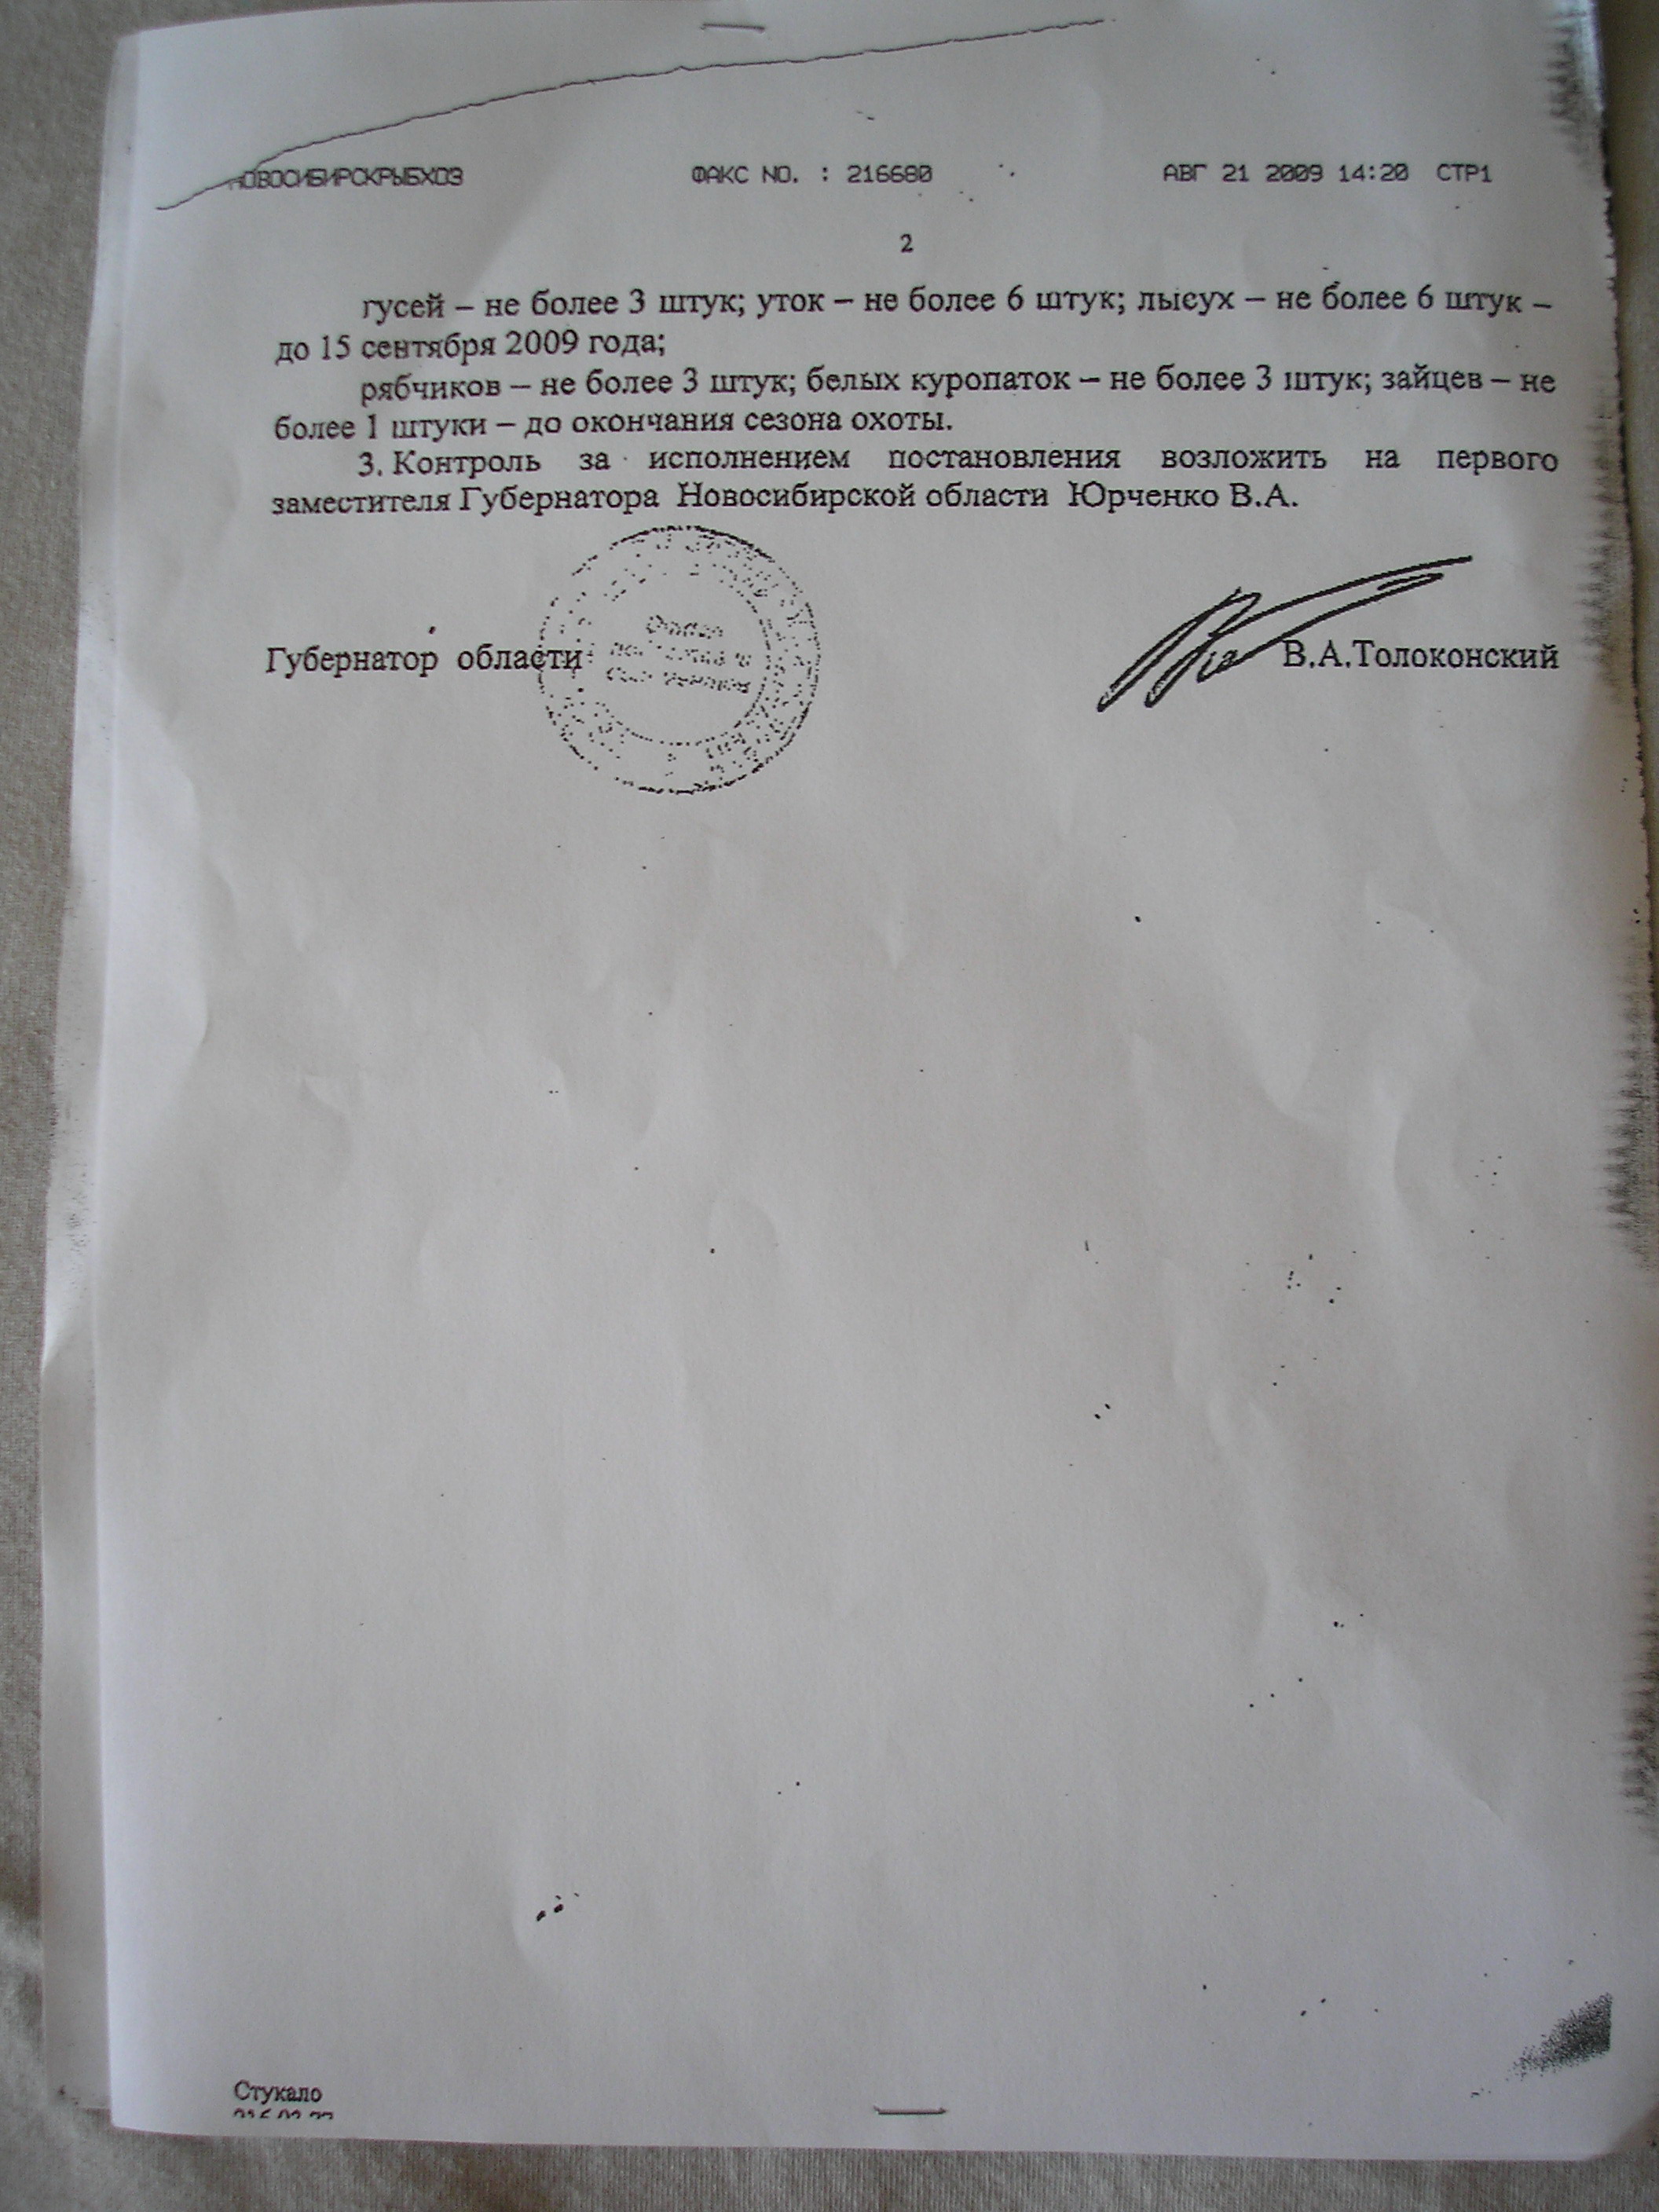 НОВОСИБИРСКРЫБХОЗ ФАКС NO. : 216680 АВГ 21 2009 14:20 СТР1
2
гусей – не более 3 штук; уток – не более 6 штук; лысух – не более 6 штук –
до 15 сентября 2009 года;
рябчиков – не более 3 штук; белых куропаток – не более 3 штук; зайцев – не
более 1 штуки – до окончания сезона охоты.
3. Контроль за исполнением постановления возложить на первого
заместителя Губернатора Новосибирской области Юрченко В.А.
Губернатор области В.А.Толоконский
Стукало